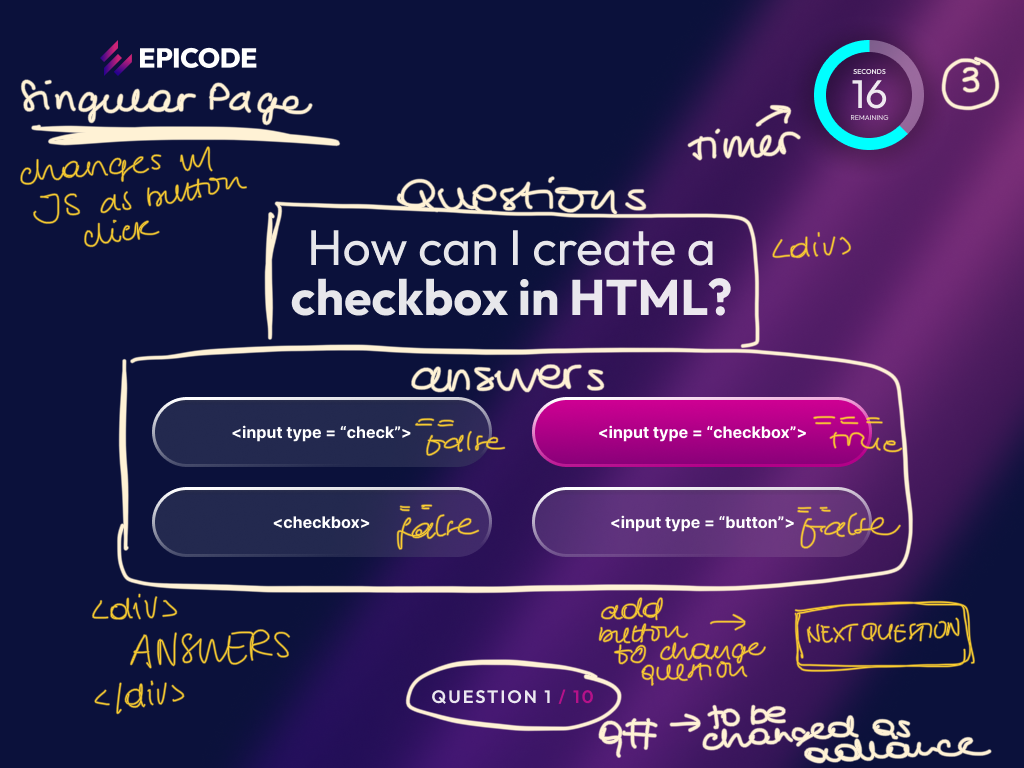 EPICODE
Singular Page
changes w/
JS as button
click
SECONDS
16
REMAINING
3
timer
Questions
How can I create a
checkbox in HTML?
<div>
answers
<input type = “check”> == false
<input type = “checkbox”> === true
<checkbox> == false
<input type = “button”> == false
<div>
ANSWERS
</div>
add
button →
to change
question
NEXT QUESTION
QUESTION 1 / 10
q# → to be
changed as
adviance